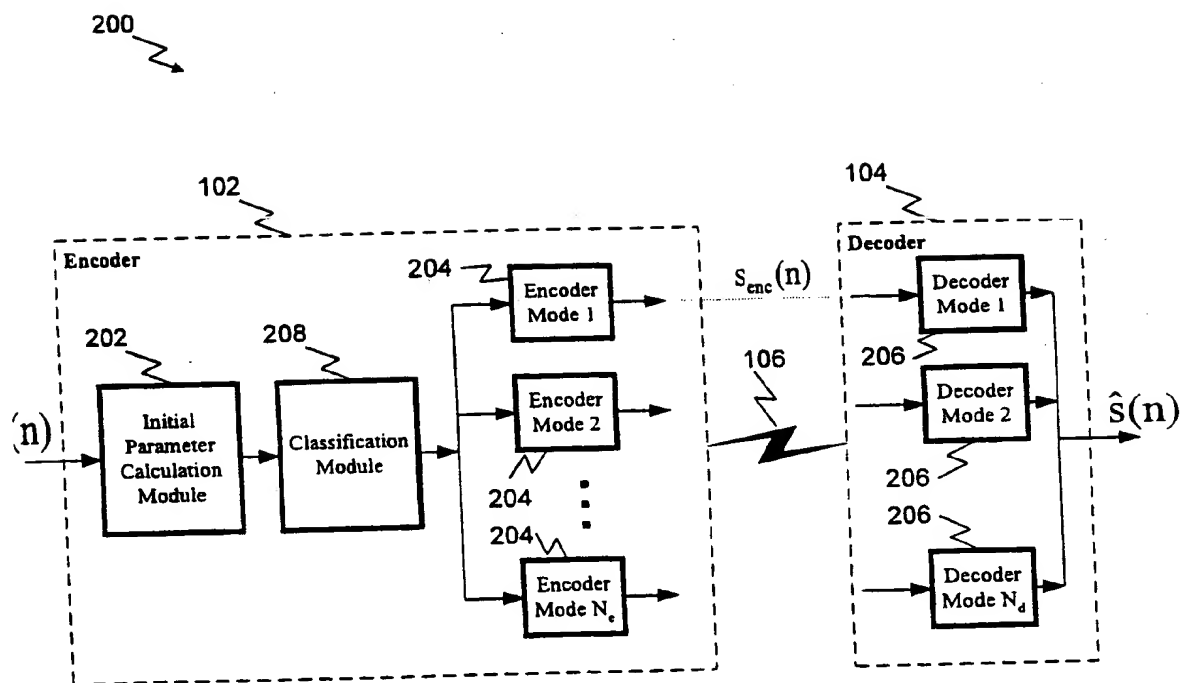 200
102
104
Encoder
Decoder
204
Encoder
Mode 1
s_enc(n)
Decoder
Mode 1
202
208
206
106
(n)
Initial
Parameter
Calculation
Module
Classification
Module
Encoder
Mode 2
Decoder
Mode 2
ŝ(n)
204
206
204
206
Encoder
Mode N_e
Decoder
Mode N_d